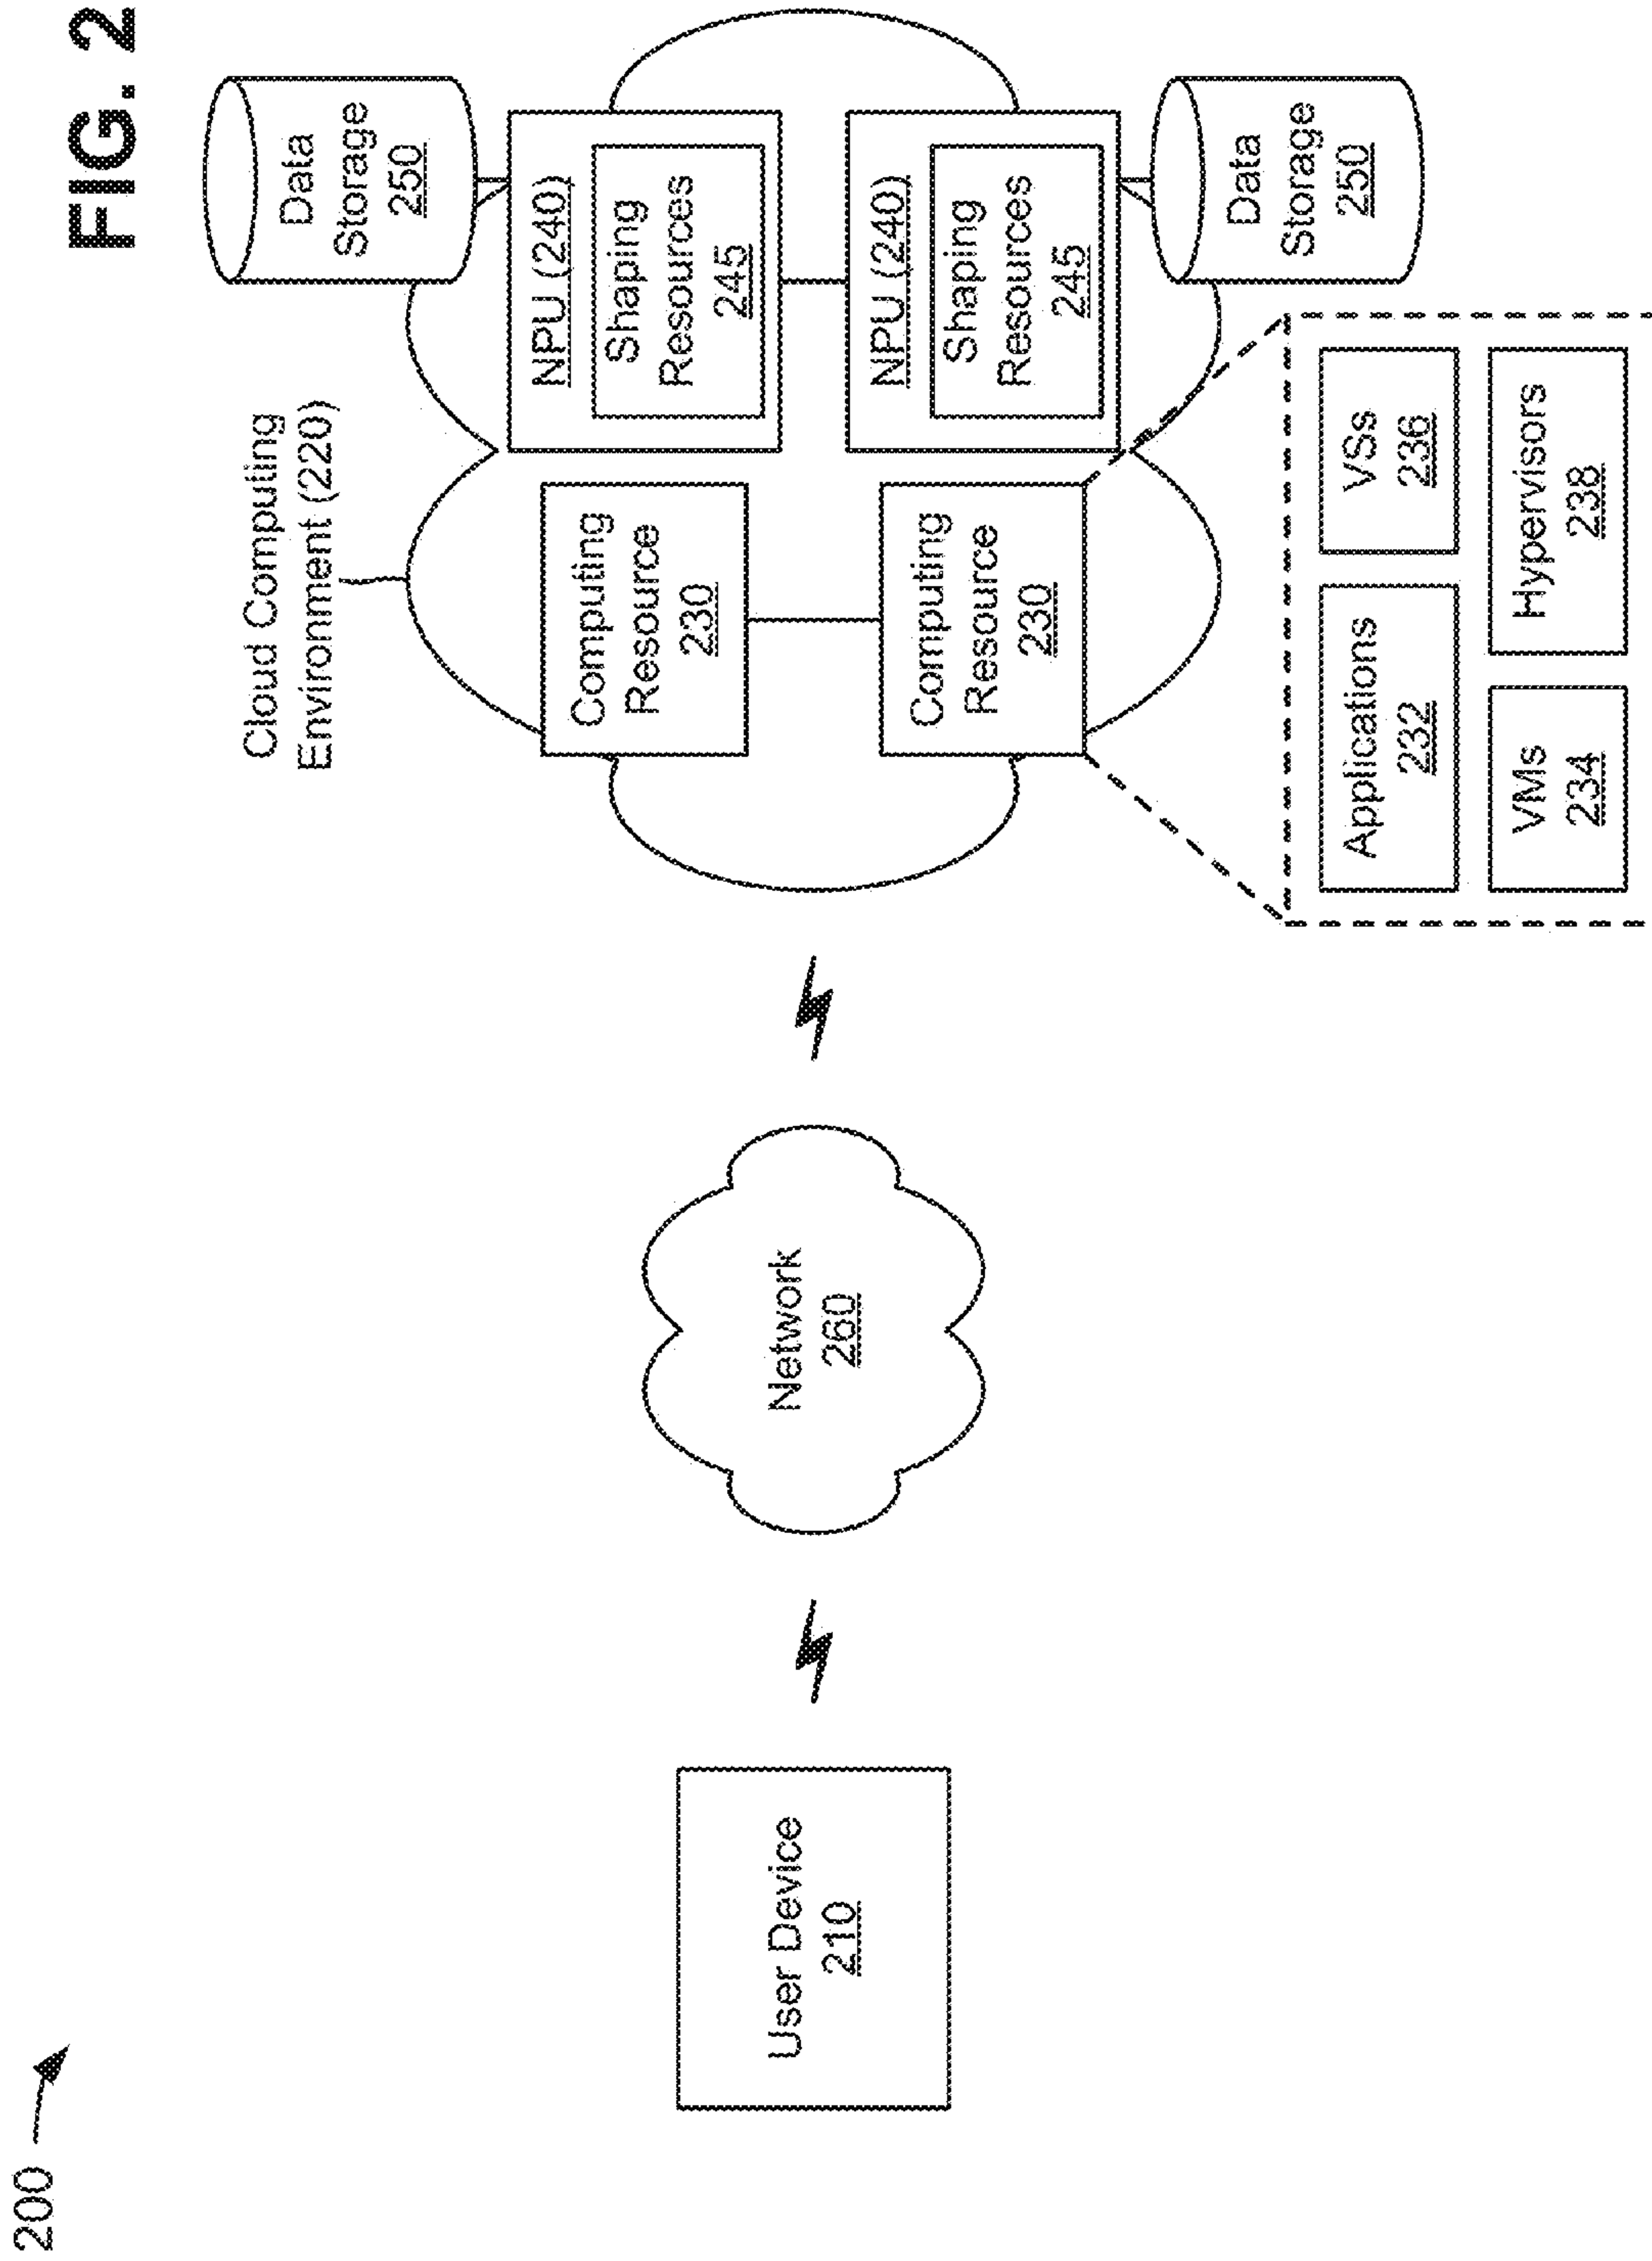 200
FIG. 2
Cloud Computing
Environment (220)
Data
Storage
250
NPU (240)
Shaping
Resources
245
Computing
Resource
230
User Device
210
Network
260
NPU (240)
Shaping
Resources
245
Computing
Resource
230
Data
Storage
250
Applications
232
VSs
236
VMs
234
Hypervisors
238